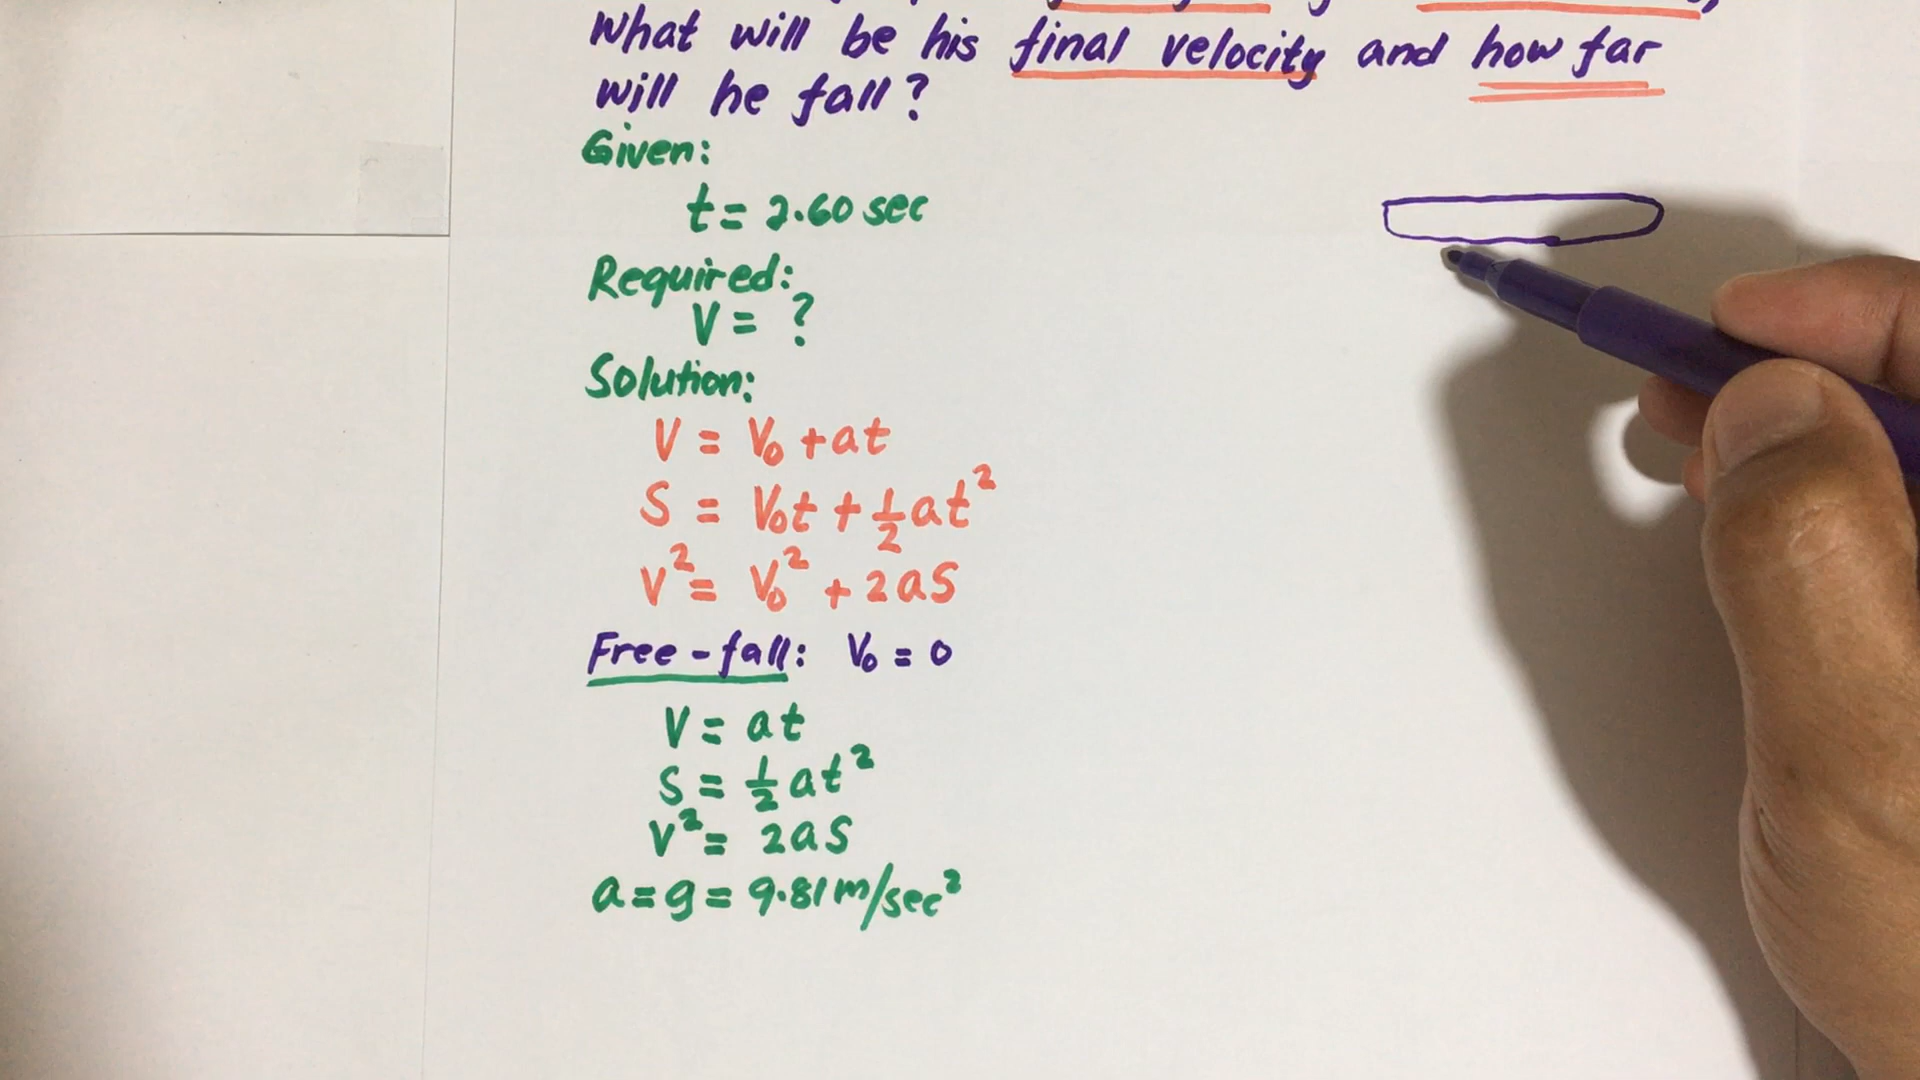 What will be his final velocity and how far
will he fall?
Given:
t = 2.60 sec
Required:
V = ?
Solution:
V = V₀ + at
S = V₀t + ½at²
V² = V₀² + 2aS
Free-fall: V₀ = 0
V = at
S = ½at²
V² = 2aS
a = g = 9.81 m/sec²